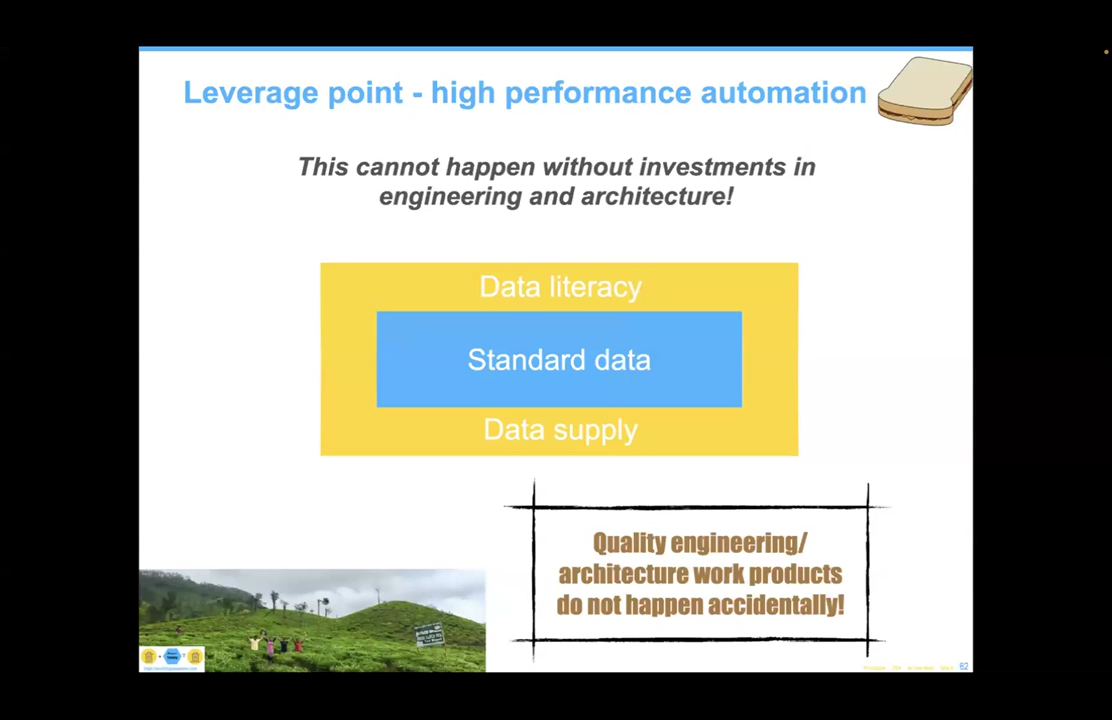 Leverage point - high performance automation
This cannot happen without investments in
engineering and architecture!
Data literacy
Standard data
Data supply
Quality engineering/
architecture work products
do not happen accidentally!
62